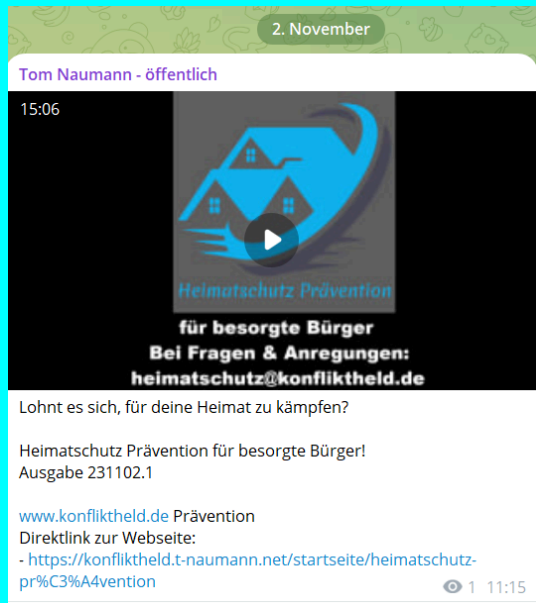 2. November
Tom Naumann - öffentlich
15:06
Heimatschutz Prävention
für besorgte Bürger
Bei Fragen & Anregungen:
heimatschutz@konfliktheld.de
Lohnt es sich, für deine Heimat zu kämpfen?
Heimatschutz Prävention für besorgte Bürger!
Ausgabe 231102.1
www.konfliktheld.de Prävention
Direktlink zur Webseite:
- https://konfliktheld.t-naumann.net/startseite/heimatschutz-
pr%C3%A4vention
1 11:15